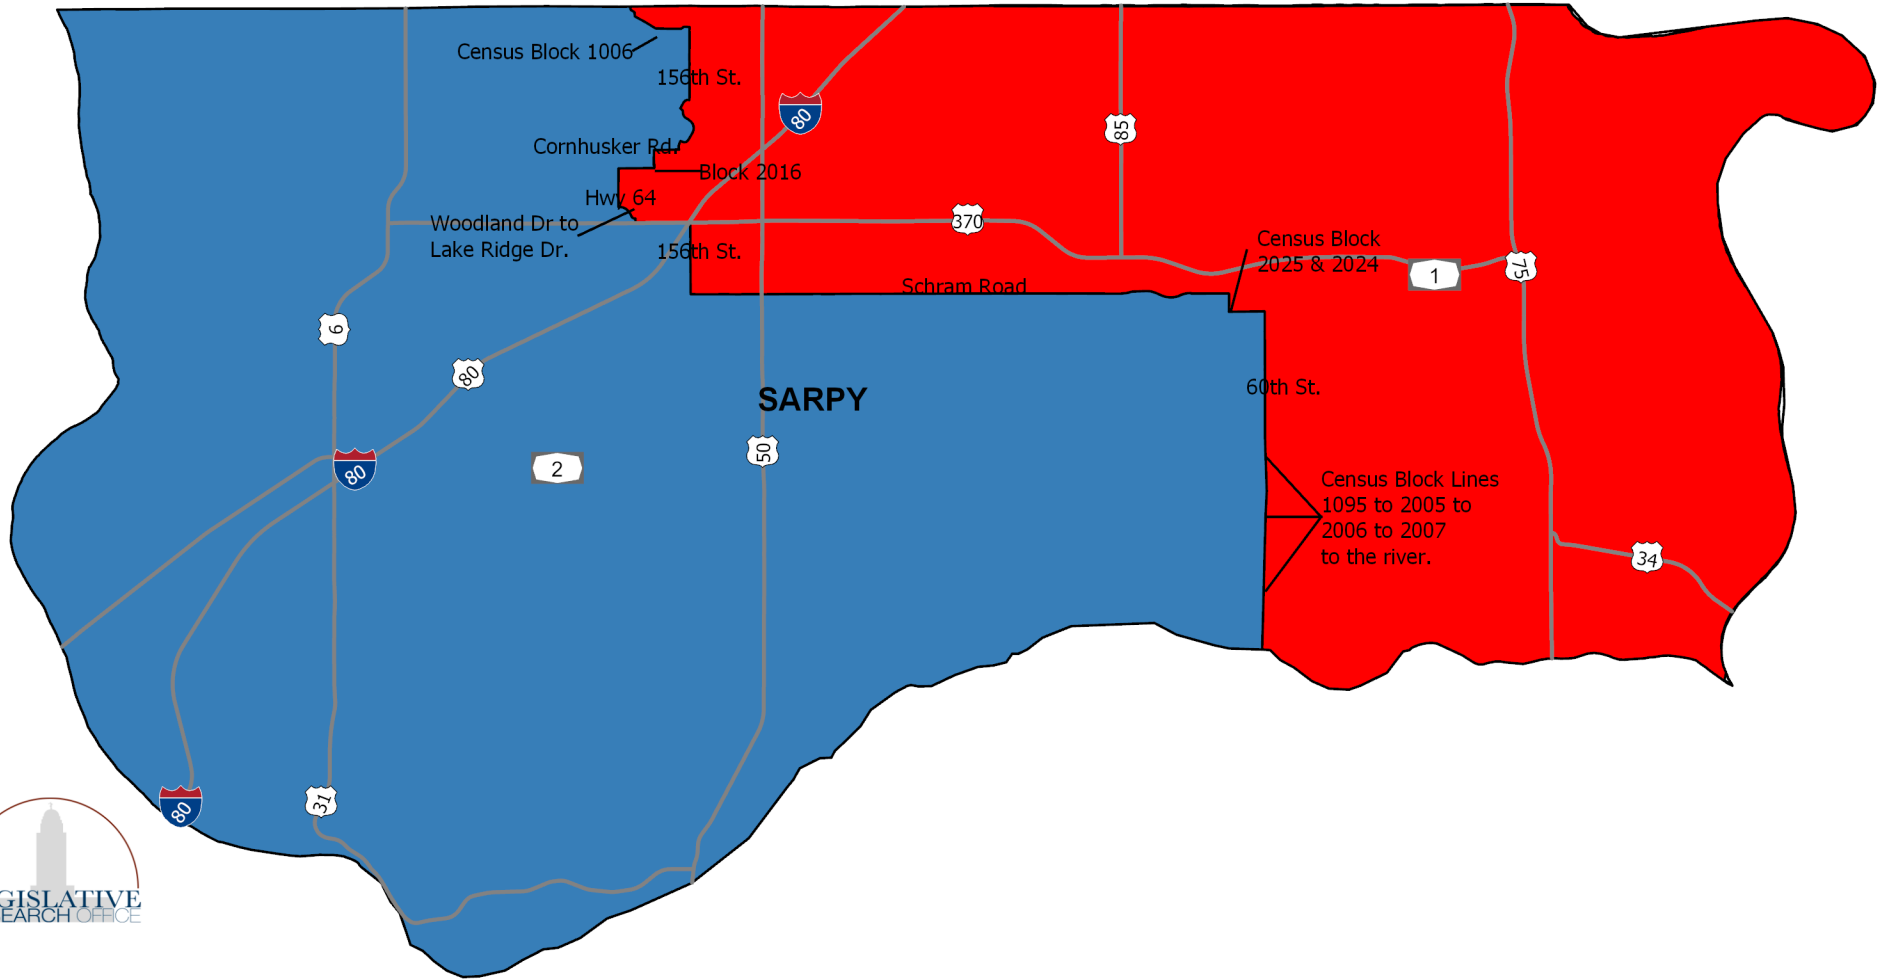 Census Block 1006
156th St.
80
85
Cornhusker Rd.
Block 2016
Hwy 64
Woodland Dr to
Lake Ridge Dr.
370
156th St.
Census Block
2025 & 2024
1
75
Schram Road
6
80
SARPY
60th St.
50
80
2
Census Block Lines
1095 to 2005 to
2006 to 2007
to the river.
34
80
31
GISLATIVE
EARCH OFFICE